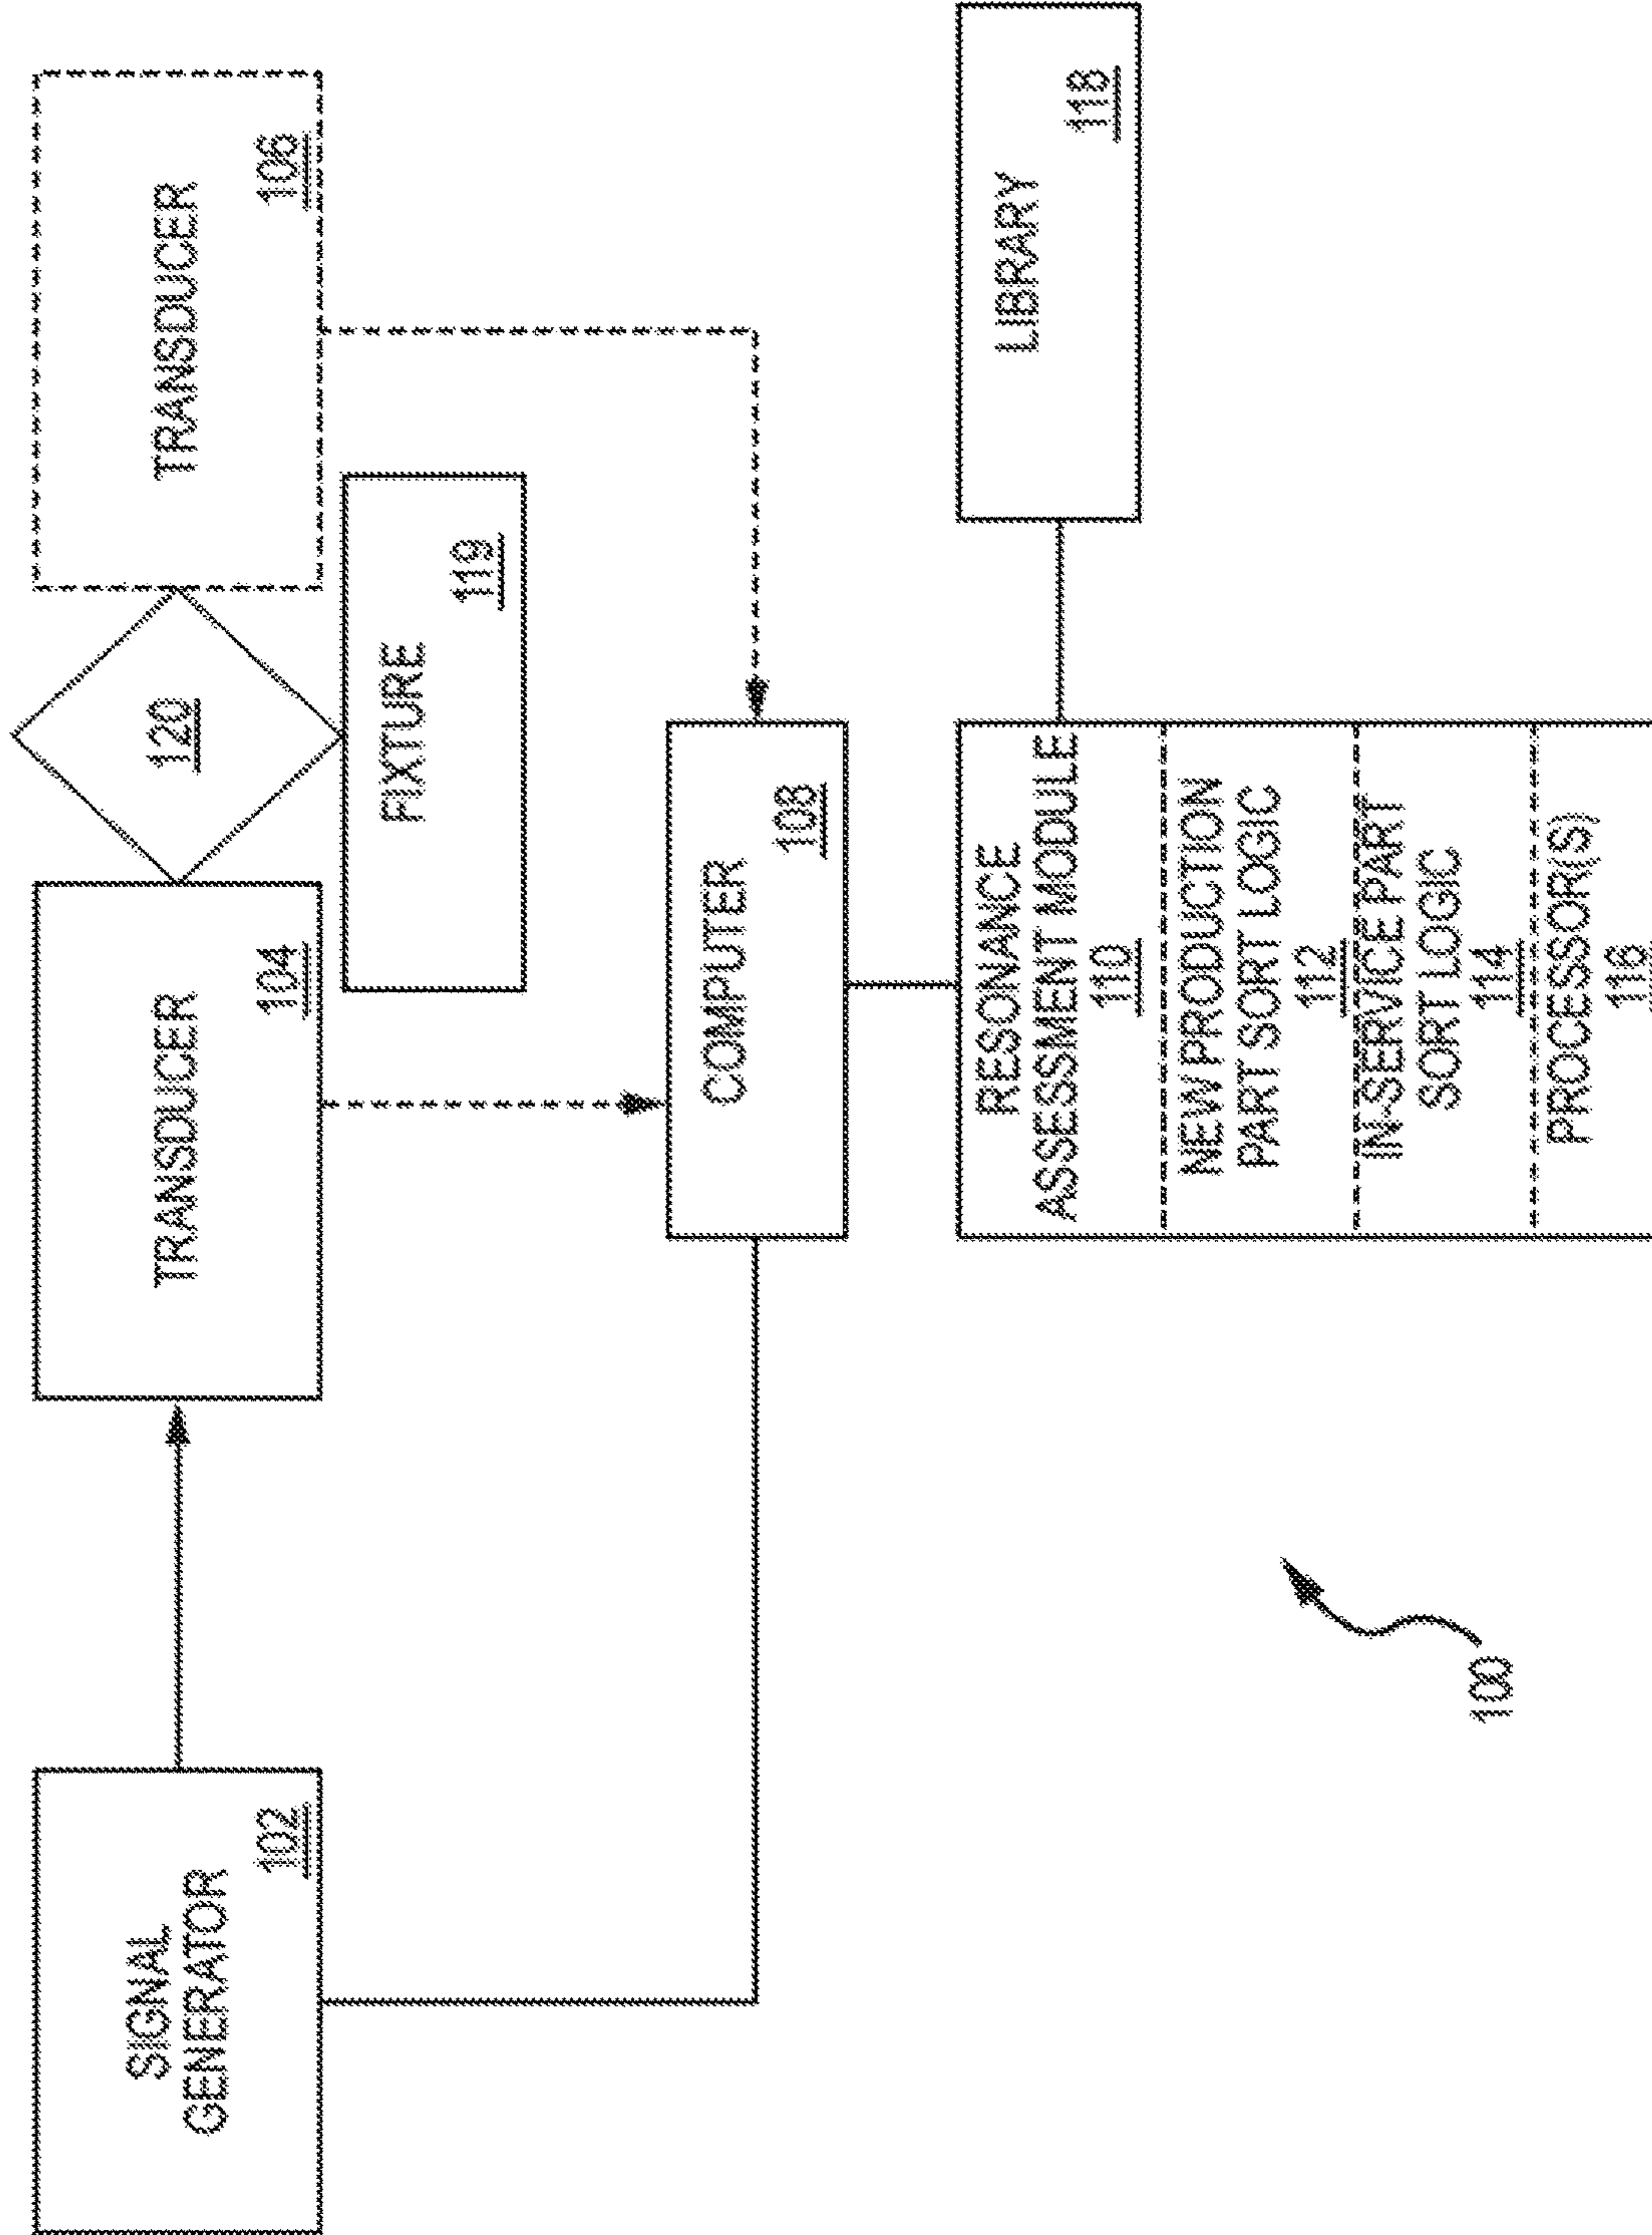 SIGNAL
GENERATOR
102
TRANSDUCER
104
120
TRANSDUCER
106
FIXTURE
119
COMPUTER
108
RESONANCE
ASSESSMENT MODULE
110
NEW PRODUCTION
PART SORT LOGIC
112
IN-SERVICE PART
SORT LOGIC
114
PROCESSOR(S)
116
LIBRARY
118
100